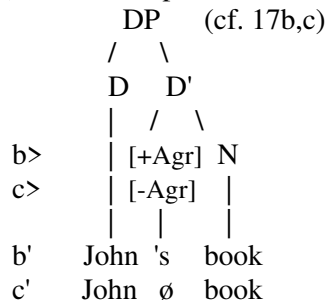 DP (cf. 17b,c)
/ \
D D'
| / \
b> | [+Agr] N
c> | [-Agr] |
| | |
b' John 's book
c' John ø book